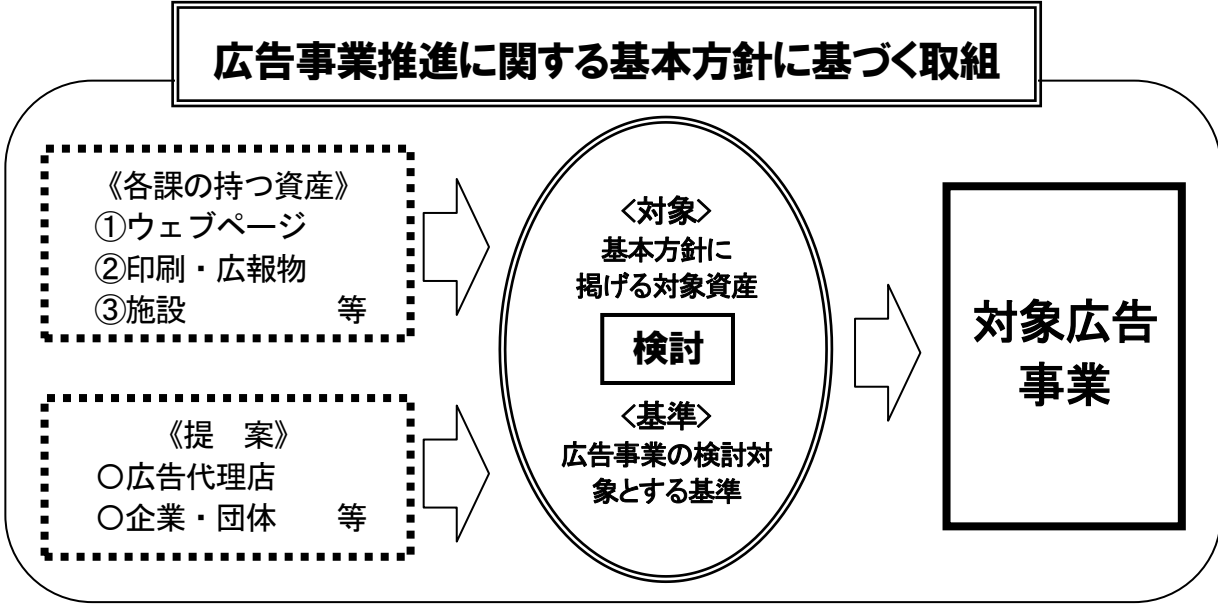 広告事業推進に関する基本方針に基づく取組
《各課の持つ資産》
①ウェブページ
②印刷・広報物
③施設　　　　　等
《提　案》
○広告代理店
○企業・団体　　等
<対象>
基本方針に
掲げる対象資産
検討
<基準>
広告事業の検討対
象とする基準
対象広告
事業